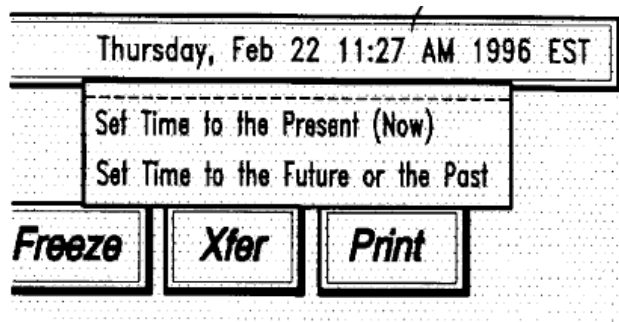 Thursday, Feb 22 11:27 AM 1996 EST
Set Time to the Present (Now)
Set Time to the Future or the Past
Freeze Xfer Print